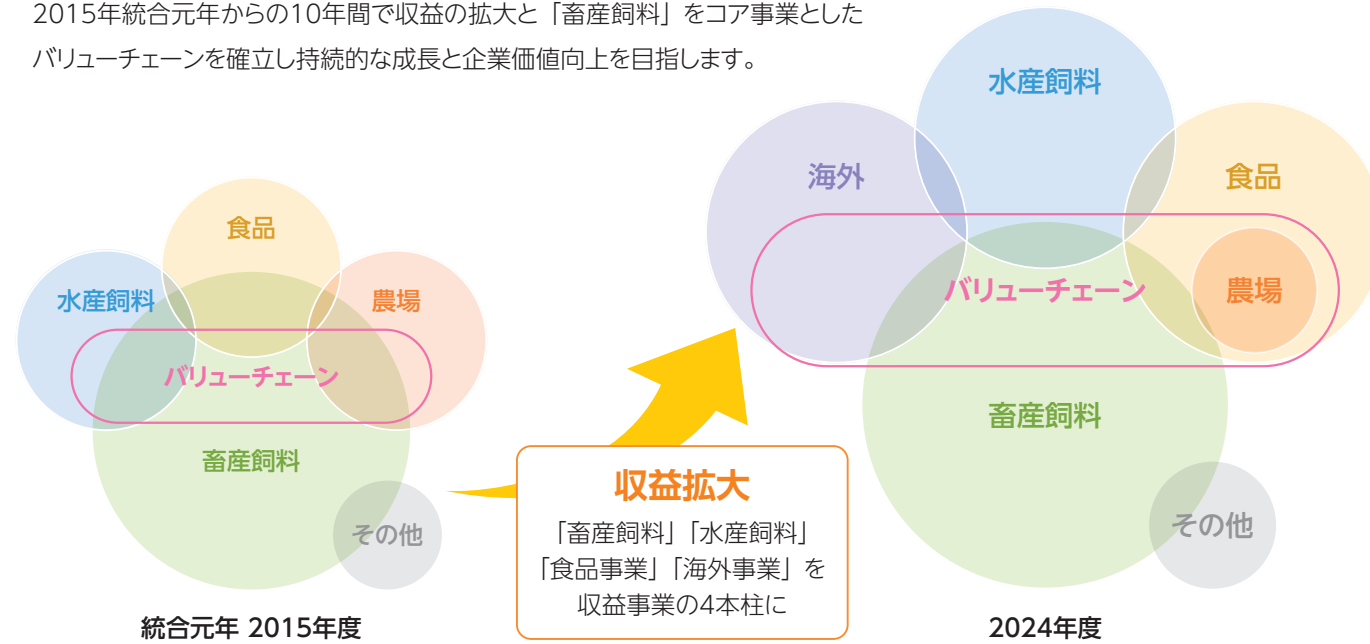 2015年統合元年からの10年間で収益の拡大と「畜産飼料」をコア事業とした
バリューチェーンを確立し持続的な成長と企業価値向上を目指します。
食品
水産飼料
農場
バリューチェーン
畜産飼料
その他
統合元年 2015年度
収益拡大
「畜産飼料」「水産飼料」
「食品事業」「海外事業」を
収益事業の4本柱に
水産飼料
海外
食品
バリューチェーン
農場
畜産飼料
その他
2024年度